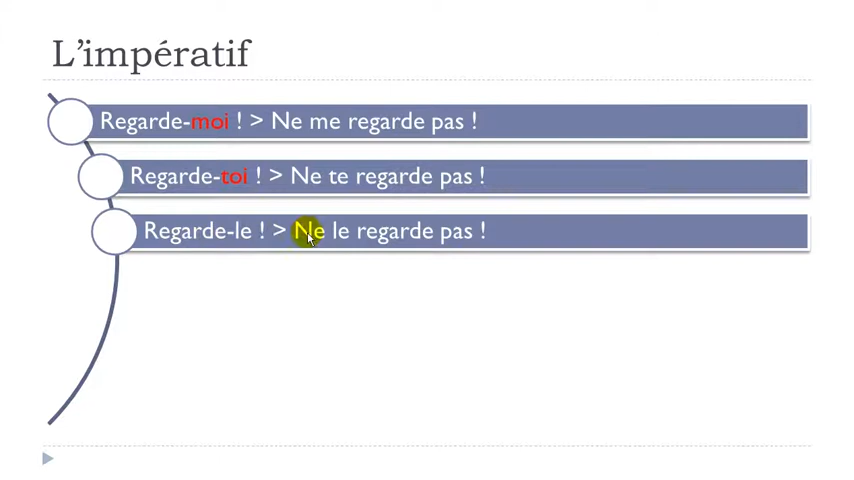 L’impératif
Regarde-moi ! > Ne me regarde pas !
Regarde-toi ! > Ne te regarde pas !
Regarde-le ! > Ne le regarde pas !